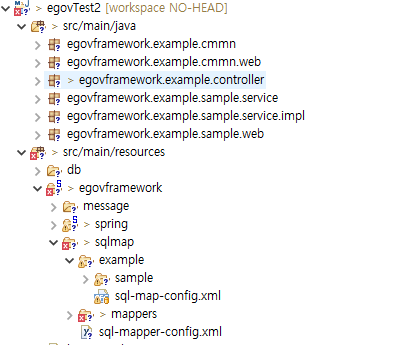 > egovTest2 [workspace NO-HEAD]
> src/main/java
egovframework.example.cmmn
egovframework.example.cmmn.web
> egovframework.example.controller
egovframework.example.sample.service
egovframework.example.sample.service.impl
egovframework.example.sample.web
> src/main/resources
db
> egovframework
message
> spring
> sqlmap
example
sample
sql-map-config.xml
> mappers
sql-mapper-config.xml